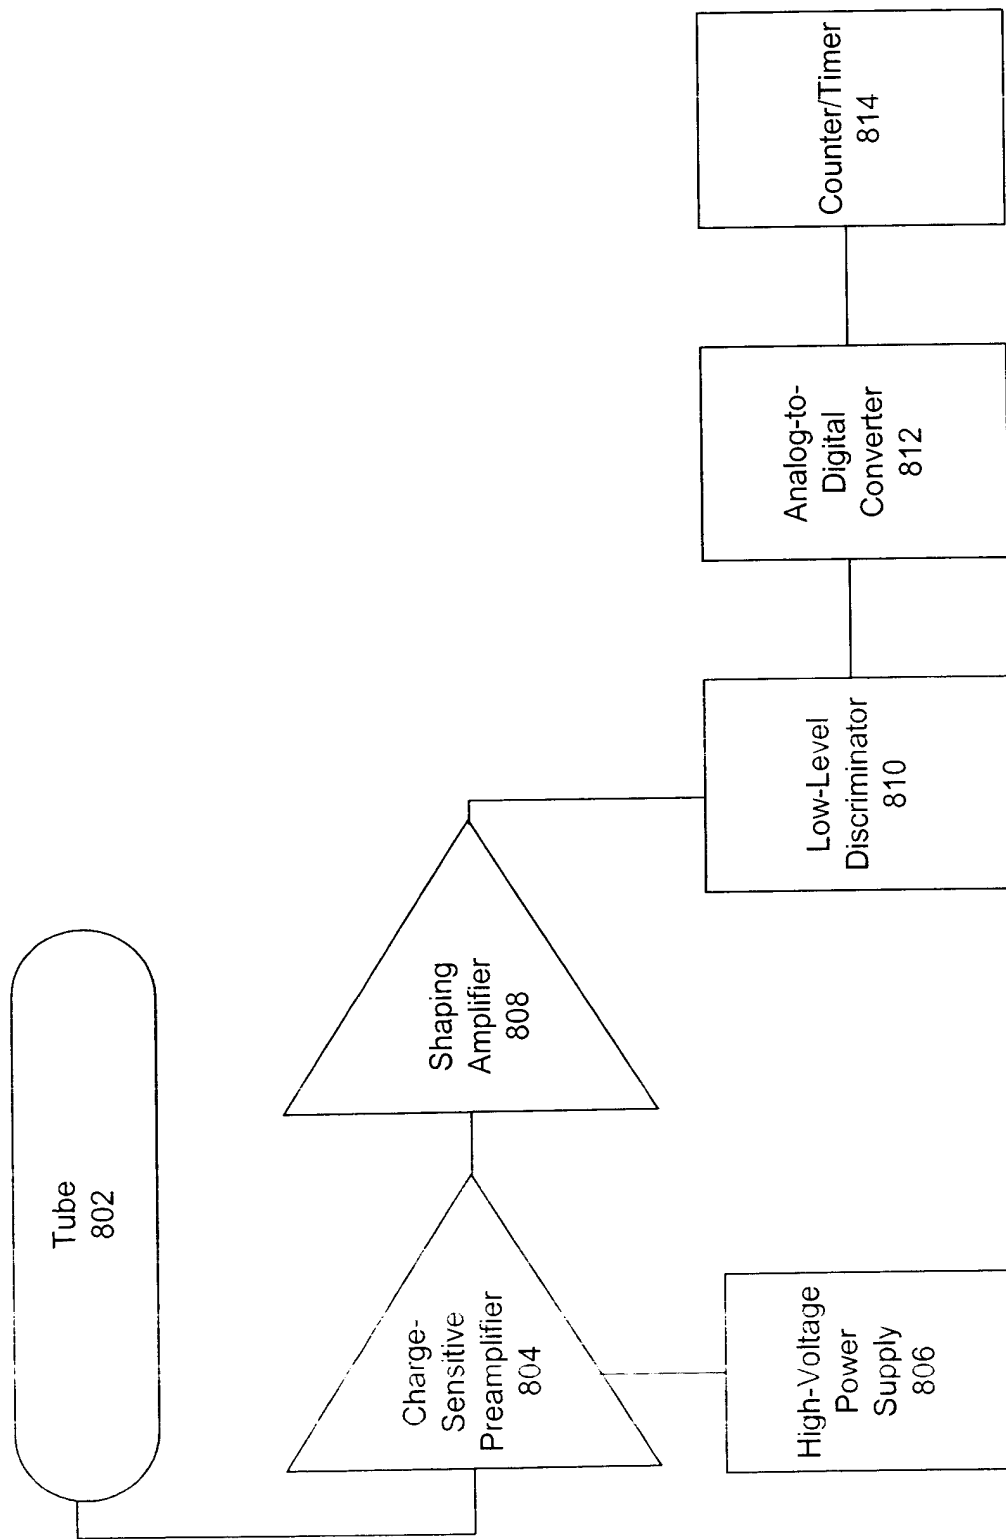 Tube
802
Charge-
Sensitive
Preamplifier
804
High-Voltage
Power
Supply
806
Shaping
Amplifier
808
Low-Level
Discriminator
810
Analog-to-
Digital
Converter
812
Counter/Timer
814